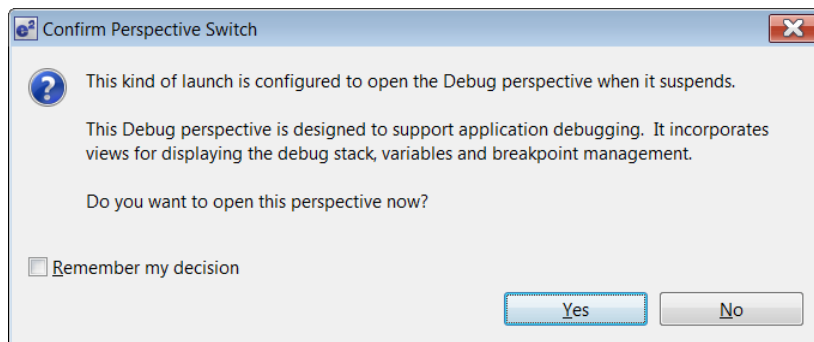 e² Confirm Perspective Switch
This kind of launch is configured to open the Debug perspective when it suspends.
This Debug perspective is designed to support application debugging. It incorporates
views for displaying the debug stack, variables and breakpoint management.
Do you want to open this perspective now?
Remember my decision
Yes No